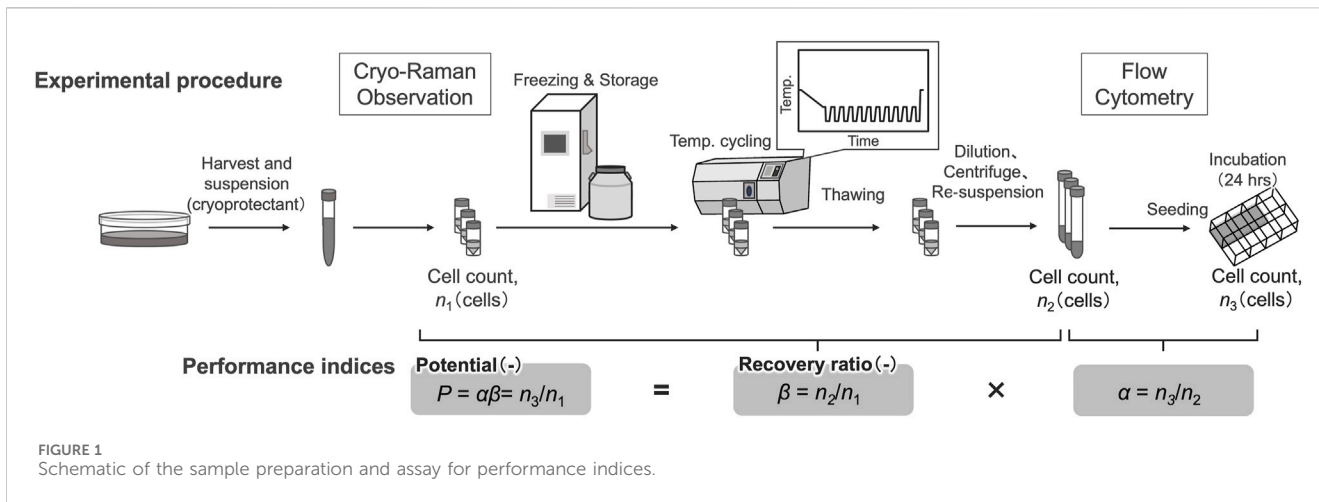 Experimental procedure
Cryo-Raman
Observation
Freezing & Storage
Temp.
Time
Flow
Cytometry
Harvest and
suspension
(cryoprotectant)
Temp. cycling
Thawing
Dilution、
Centrifuge、
Re-suspension
Seeding
Incubation
（24 hrs）
Cell count,
n₁（cells）
Cell count,
n₂（cells）
Cell count,
n₃（cells）
Performance indices
Potential（-）
P = αβ= n₃/n₁
=
Recovery ratio（-）
β = n₂/n₁
×
α = n₃/n₂
FIGURE 1
Schematic of the sample preparation and assay for performance indices.